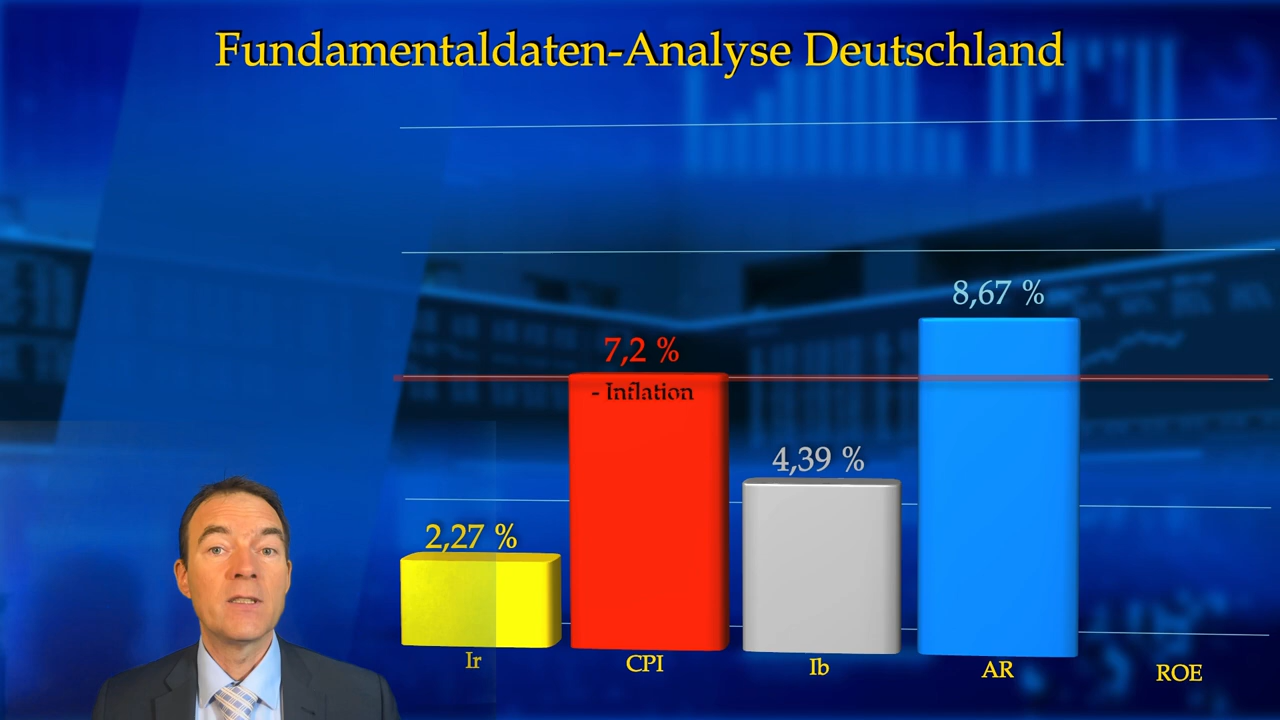 Fundamentaldaten-Analyse Deutschland
8,67 %
7,2 %
- Inflation
4,39 %
2,27 %
Ir
CPI
Ib
AR
ROE